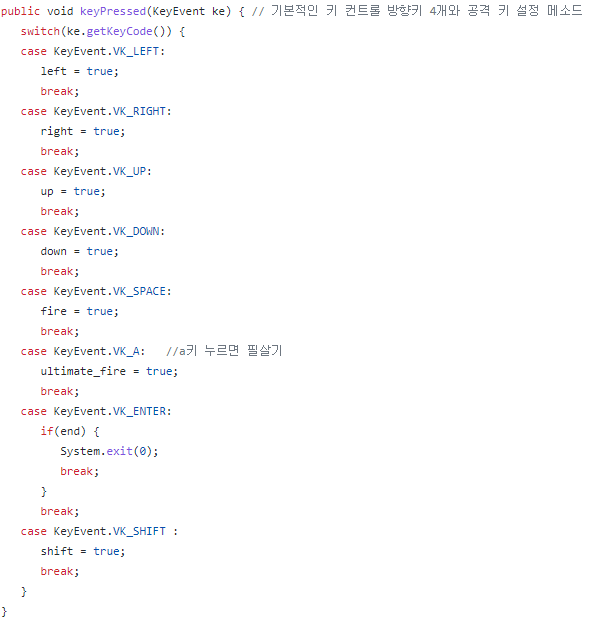 public void keyPressed(KeyEvent ke) { // 기본적인 키 컨트롤 방향키 4개와 공격 키 설정 메소드
switch(ke.getKeyCode()) {
case KeyEvent.VK_LEFT:
left = true;
break;
case KeyEvent.VK_RIGHT:
right = true;
break;
case KeyEvent.VK_UP:
up = true;
break;
case KeyEvent.VK_DOWN:
down = true;
break;
case KeyEvent.VK_SPACE:
fire = true;
break;
case KeyEvent.VK_A: //a키 누르면 필살기
ultimate_fire = true;
break;
case KeyEvent.VK_ENTER:
if(end) {
System.exit(0);
break;
}
break;
case KeyEvent.VK_SHIFT :
shift = true;
break;
}
}